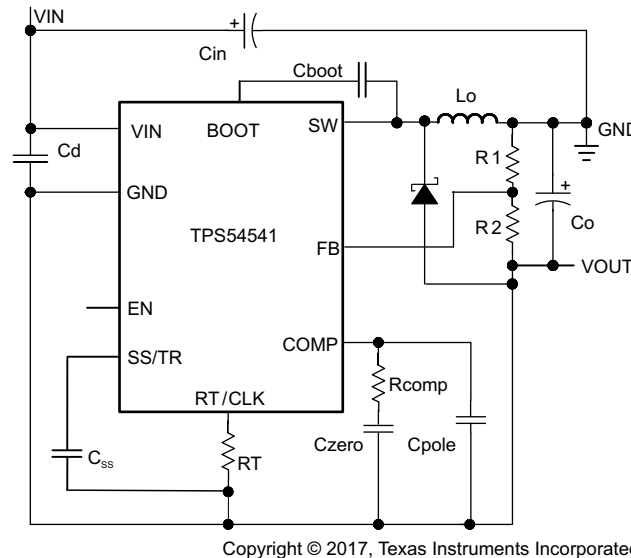 VIN
+
Cin
Cboot
Lo
VIN
BOOT
SW
GND
Cd
R1
+
GND
TPS54541
R2
Co
FB
VOUT
EN
COMP
SS/TR
Rcomp
RT/CLK
Css
RT
Czero
Cpole
Copyright © 2017, Texas Instruments Incorporated